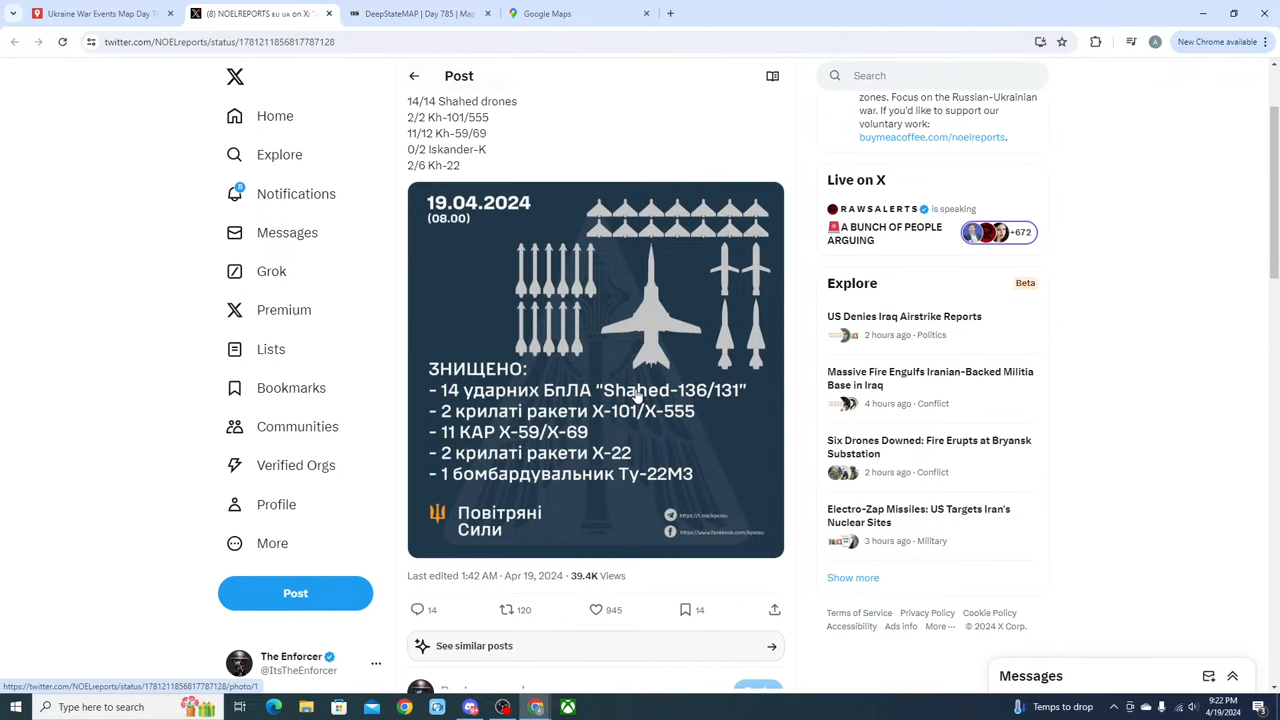 Ukraine War Events Map Day 7
(8) NOELREPORTS EU UA on X: "
DeepStateMAP | Day 785 | Map
Google Maps
twitter.com/NOELreports/status/1781211856817787128
New Chrome available
Home
Explore
Notifications
8
Messages
Grok
Premium
Lists
Bookmarks
Communities
Verified Orgs
Profile
More
Post
The Enforcer
@ItsTheEnforcer
Post
14/14 Shahed drones
2/2 Kh-101/555
11/12 Kh-59/69
0/2 Iskander-K
2/6 Kh-22
19.04.2024
(08.00)
ЗНИЩЕНО:
- 14 ударних БпЛА “Shahed-136/131”
- 2 крилаті ракети Х-101/Х-555
- 11 КАР Х-59/Х-69
- 2 крилаті ракети Х-22
- 1 бомбардувальник Ту-22М3
Повітряні
Сили
https://t.me/kpszsu
https://www.facebook.com/kpszsu
Last edited 1:42 AM · Apr 19, 2024 · 39.4K Views
14
120
945
14
See similar posts
Search
zones. Focus on the Russian-Ukrainian
war. If you'd like to support our
voluntary work:
buymeacoffee.com/noelreports.
Live on X
RAWSALERTS is speaking
🚨A BUNCH OF PEOPLE
ARGUING
+672
Explore
Beta
US Denies Iraq Airstrike Reports
2 hours ago · Politics
Massive Fire Engulfs Iranian-Backed Militia
Base in Iraq
4 hours ago · Conflict
Six Drones Downed: Fire Erupts at Bryansk
Substation
2 hours ago · Conflict
Electro-Zap Missiles: US Targets Iran's
Nuclear Sites
3 hours ago · Military
Show more
Terms of Service Privacy Policy Cookie Policy
Accessibility Ads info More ··· © 2024 X Corp.
Messages
https://twitter.com/NOELreports/status/1781211856817787128/photo/1
Type here to search
Temps to drop
9:22 PM
4/19/2024